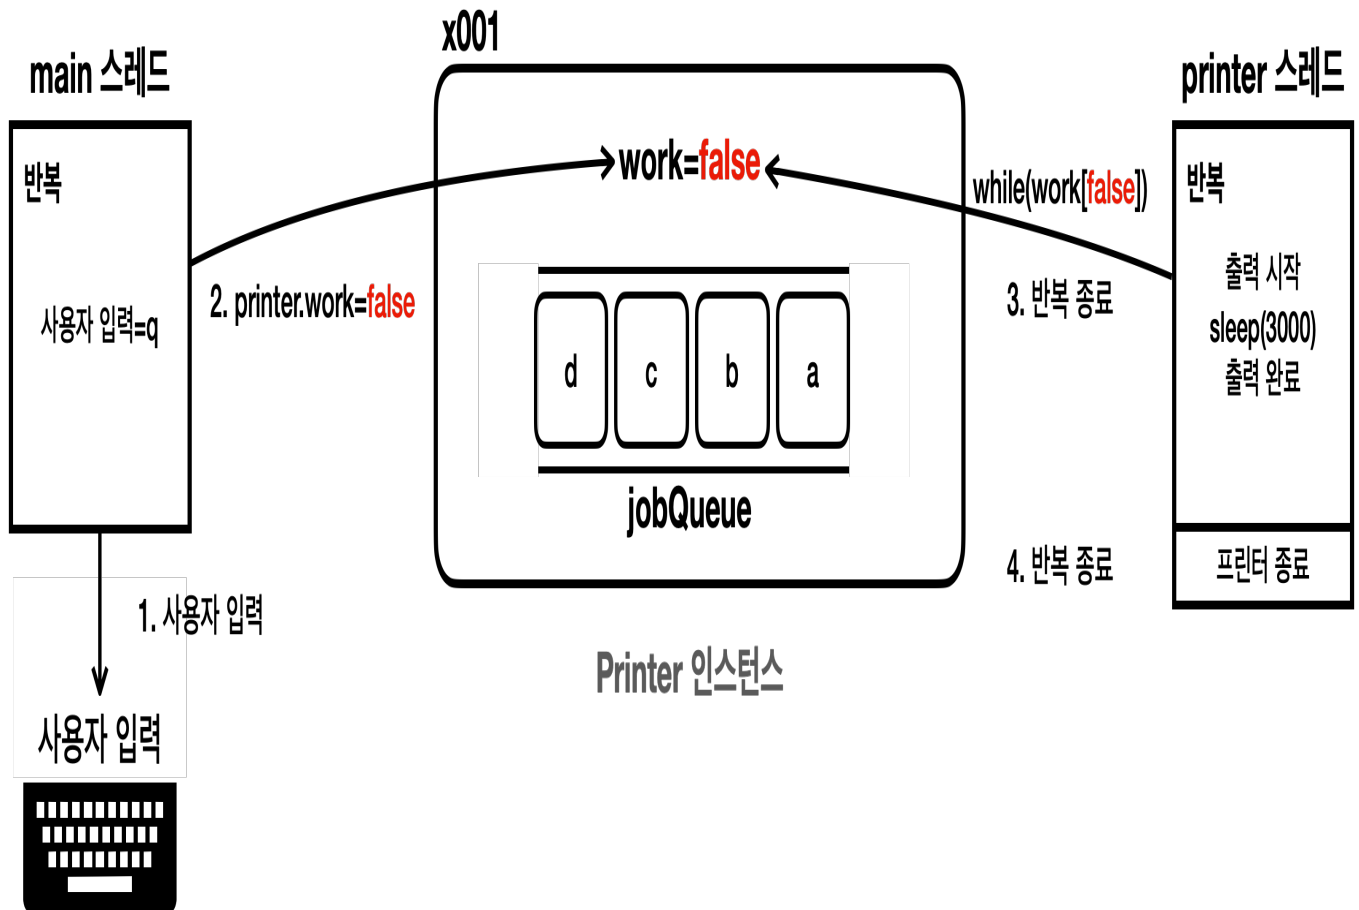 x001
main 스레드
printer 스레드
반복
work=false
while(work[false])
반복
출력 시작
2. printer.work=false
3. 반복 종료
사용자 입력=q
sleep(3000)
출력 완료
d
c
b
a
jobQueue
4. 반복 종료
프린터 종료
1. 사용자 입력
Printer 인스턴스
사용자 입력